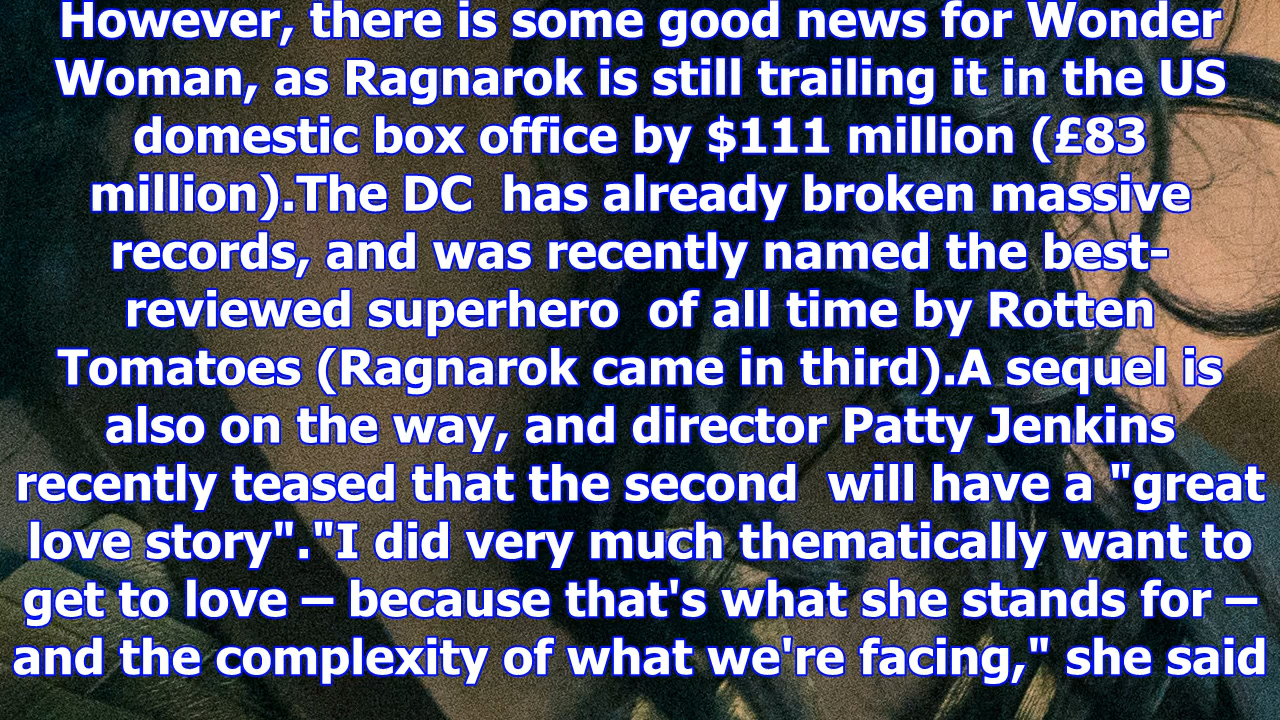 However, there is some good news for Wonder
Woman, as Ragnarok is still trailing it in the US
domestic box office by $111 million (£83
million).The DC  has already broken massive
records, and was recently named the best-
reviewed superhero  of all time by Rotten
Tomatoes (Ragnarok came in third).A sequel is
also on the way, and director Patty Jenkins
recently teased that the second  will have a "great
love story"."I did very much thematically want to
get to love – because that's what she stands for –
and the complexity of what we're facing," she said